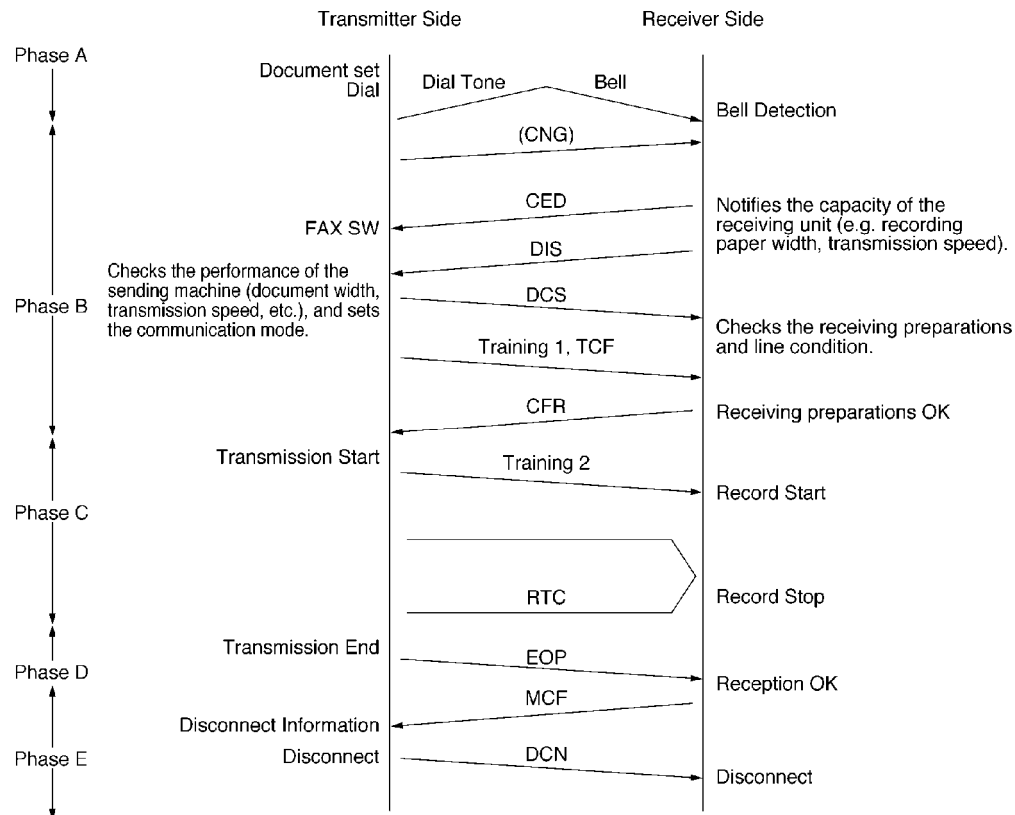 Transmitter Side
Receiver Side
Phase A
Document set
Dial
Dial Tone
Bell
Bell Detection
(CNG)
CED
FAX SW
Notifies the capacity of the
receiving unit (e.g. recording
paper width, transmission speed).
DIS
Checks the performance of the
sending machine (document width,
transmission speed, etc.), and sets
the communication mode.
Phase B
DCS
Checks the receiving preparations
and line condition.
Training 1, TCF
CFR
Receiving preparations OK
Transmission Start
Training 2
Record Start
Phase C
RTC
Record Stop
Transmission End
EOP
Phase D
Reception OK
MCF
Disconnect Information
Phase E
Disconnect
DCN
Disconnect